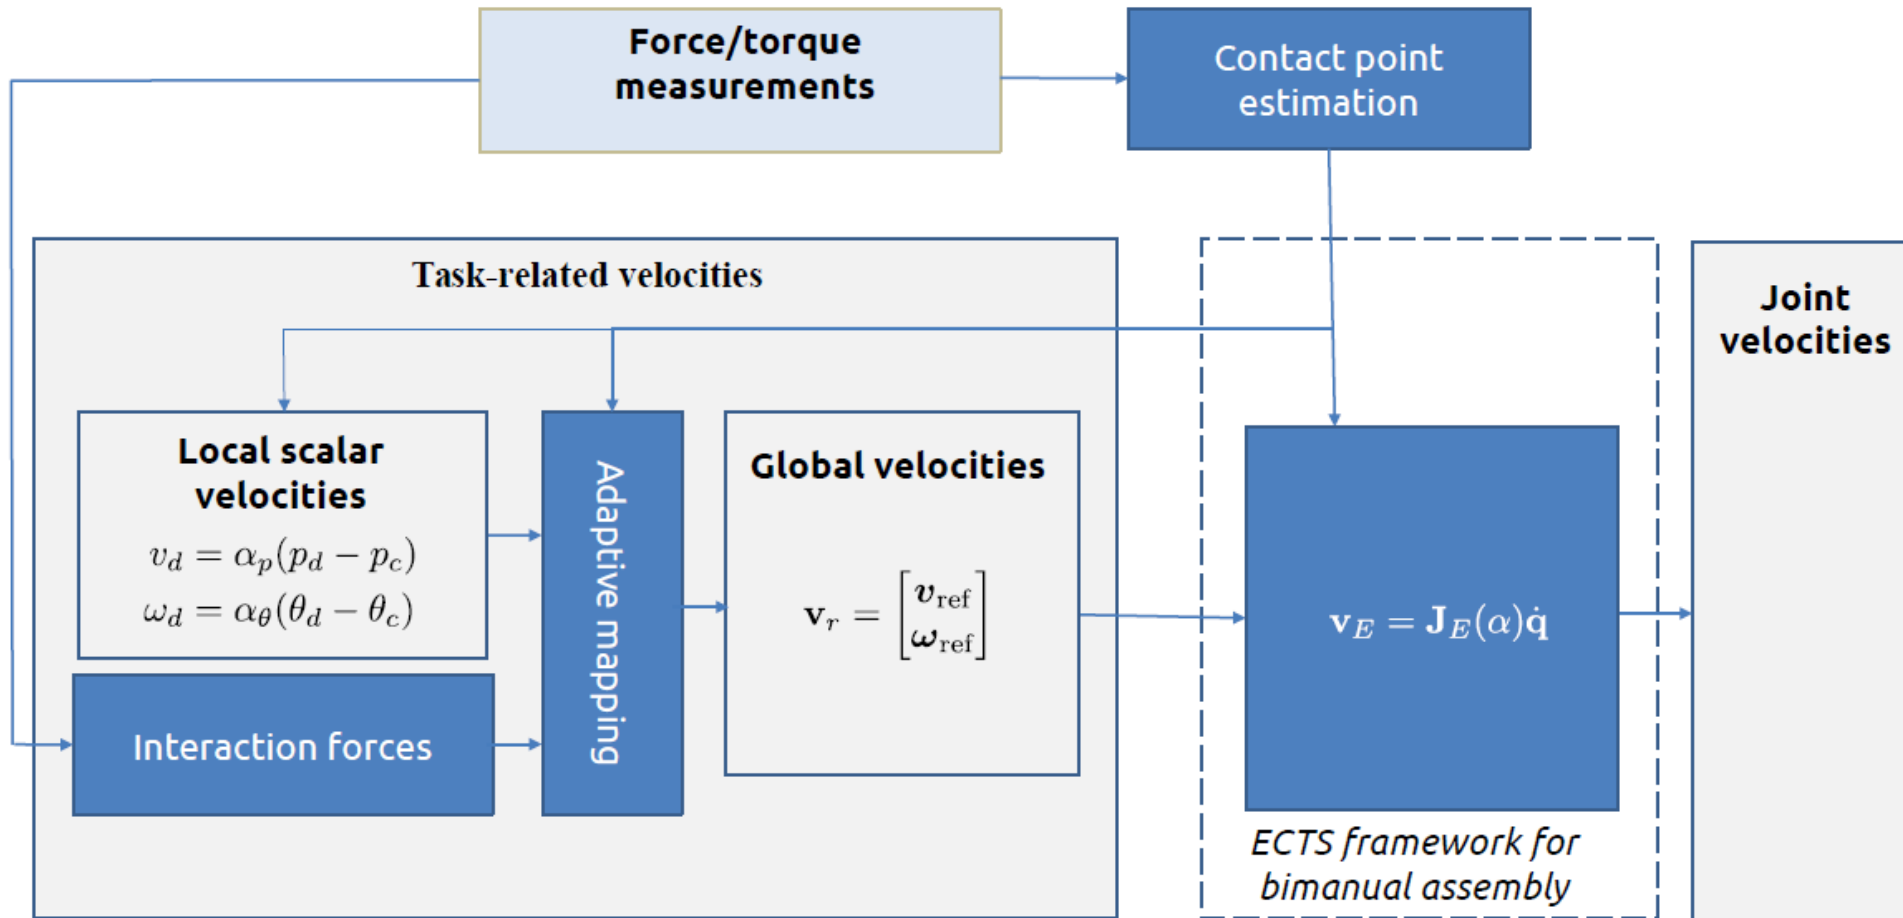 Force/torque
measurements
Contact point
estimation
Task-related velocities
Joint
velocities
Local scalar
velocities
v_d = α_p(p_d − p_c)
ω_d = α_θ(θ_d − θ_c)
Adaptive mapping
Global velocities
𝐯_r = [𝒗_ref
𝝎_ref]
Interaction forces
𝐯_E = 𝐉_E(α)𝐪̇
ECTS framework for
bimanual assembly